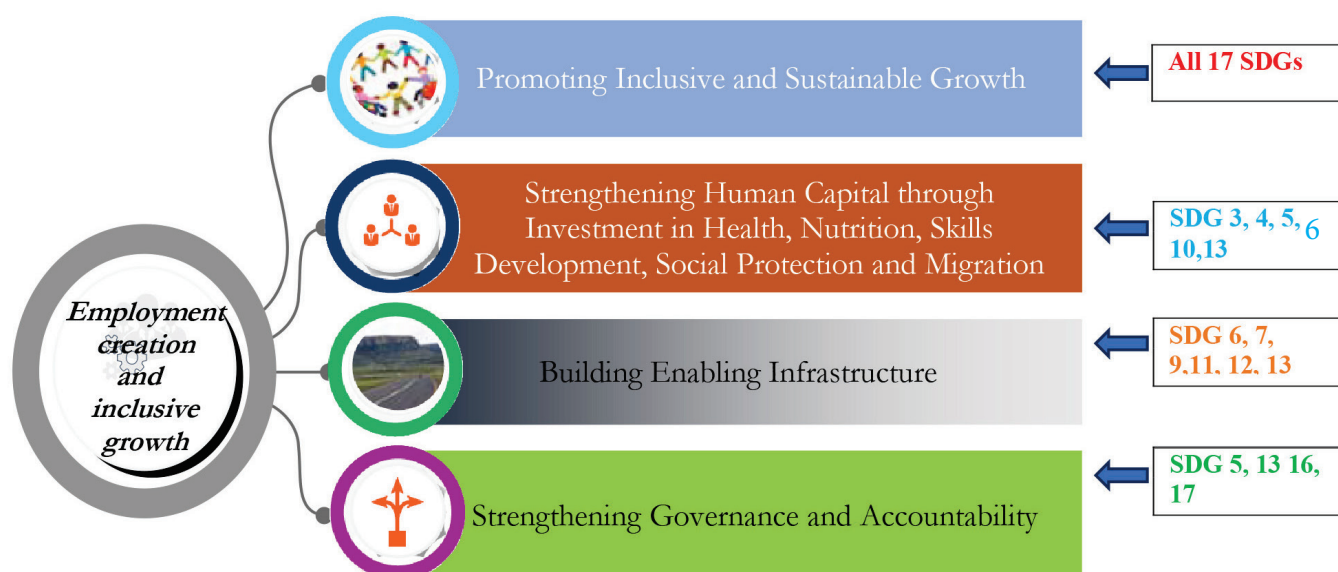 Employment
creation
and
inclusive
growth
Promoting Inclusive and Sustainable Growth
All 17 SDGs
Strengthening Human Capital through
Investment in Health, Nutrition, Skills
Development, Social Protection and Migration
SDG 3, 4, 5, 6
10,13
Building Enabling Infrastructure
SDG 6, 7,
9,11, 12, 13
Strengthening Governance and Accountability
SDG 5, 13 16,
17